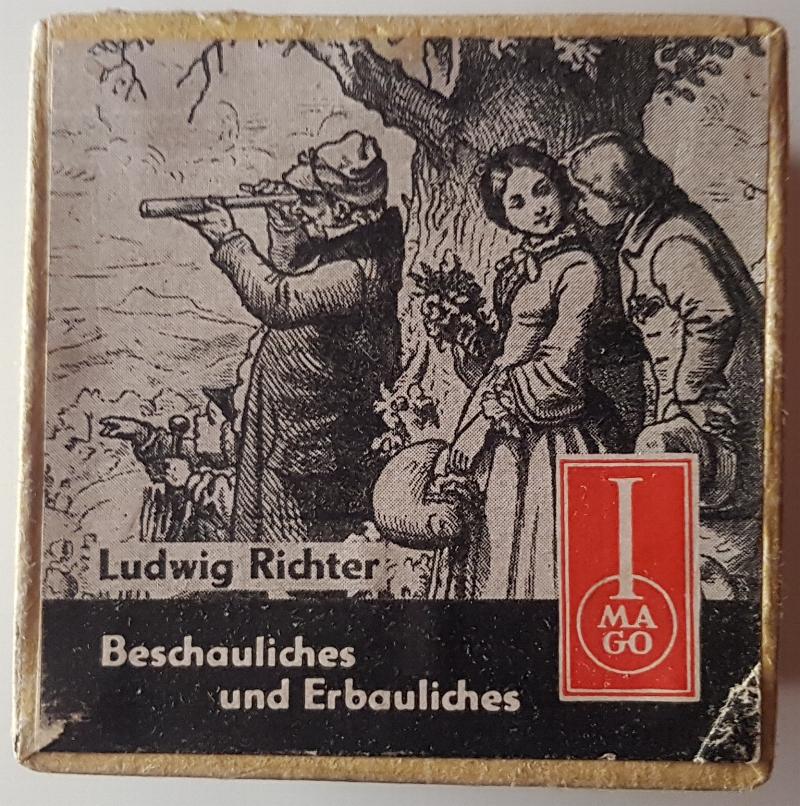 Ludwig Richter
Beschauliches
und Erbauliches
I
MA
GO